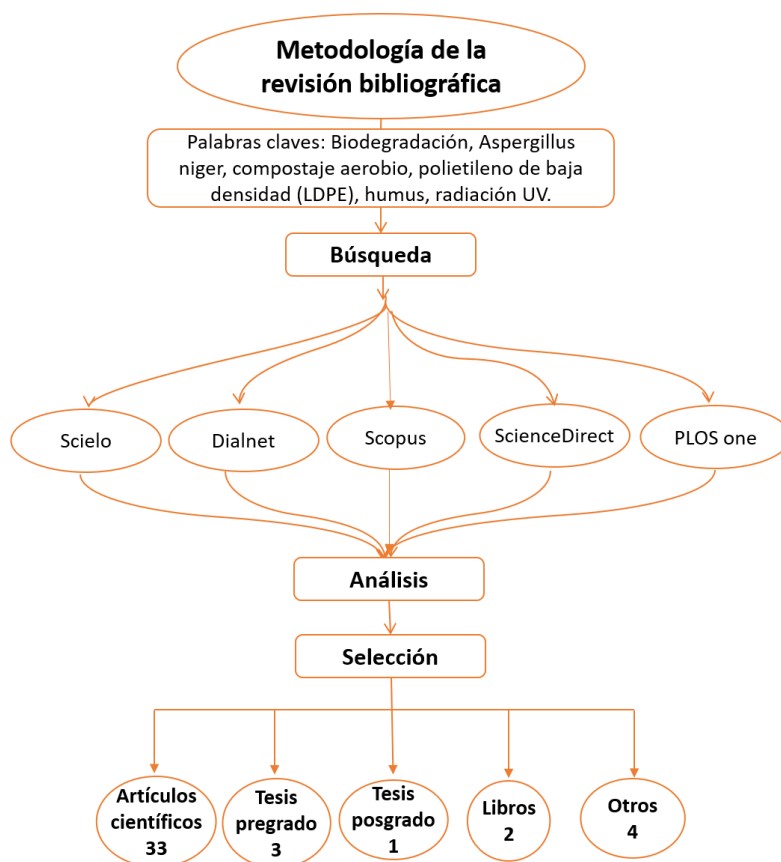 Metodología de la
revisión bibliográfica
Palabras claves: Biodegradación, Aspergillus
niger, compostaje aerobio, polietileno de baja
densidad (LDPE), humus, radiación UV.
Búsqueda
Scielo
Dialnet
Scopus
ScienceDirect
PLOS one
Análisis
Selección
Artículos
científicos
33
Tesis
pregrado
3
Tesis
posgrado
1
Libros
2
Otros
4